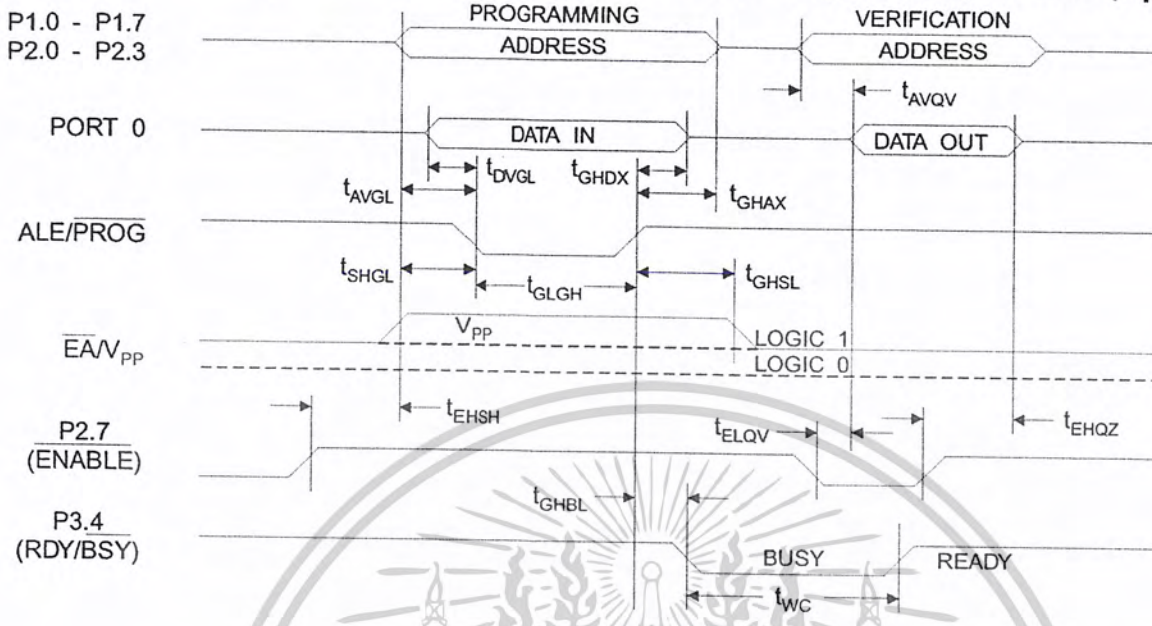 PROGRAMMING
VERIFICATION
P1.0 - P1.7
P2.0 - P2.3
ADDRESS
ADDRESS
tAVQV
PORT 0
DATA IN
DATA OUT
tDVGL
tGHDX
tAVGL
tGHAX
ALE/PROG
tSHGL
tGLGH
tGHSL
VPP
LOGIC 1
EA/VPP
LOGIC 0
tEHSH
tELQV
tEHQZ
P2.7
(ENABLE)
tGHBL
P3.4
(RDY/BSY)
BUSY
READY
tWC